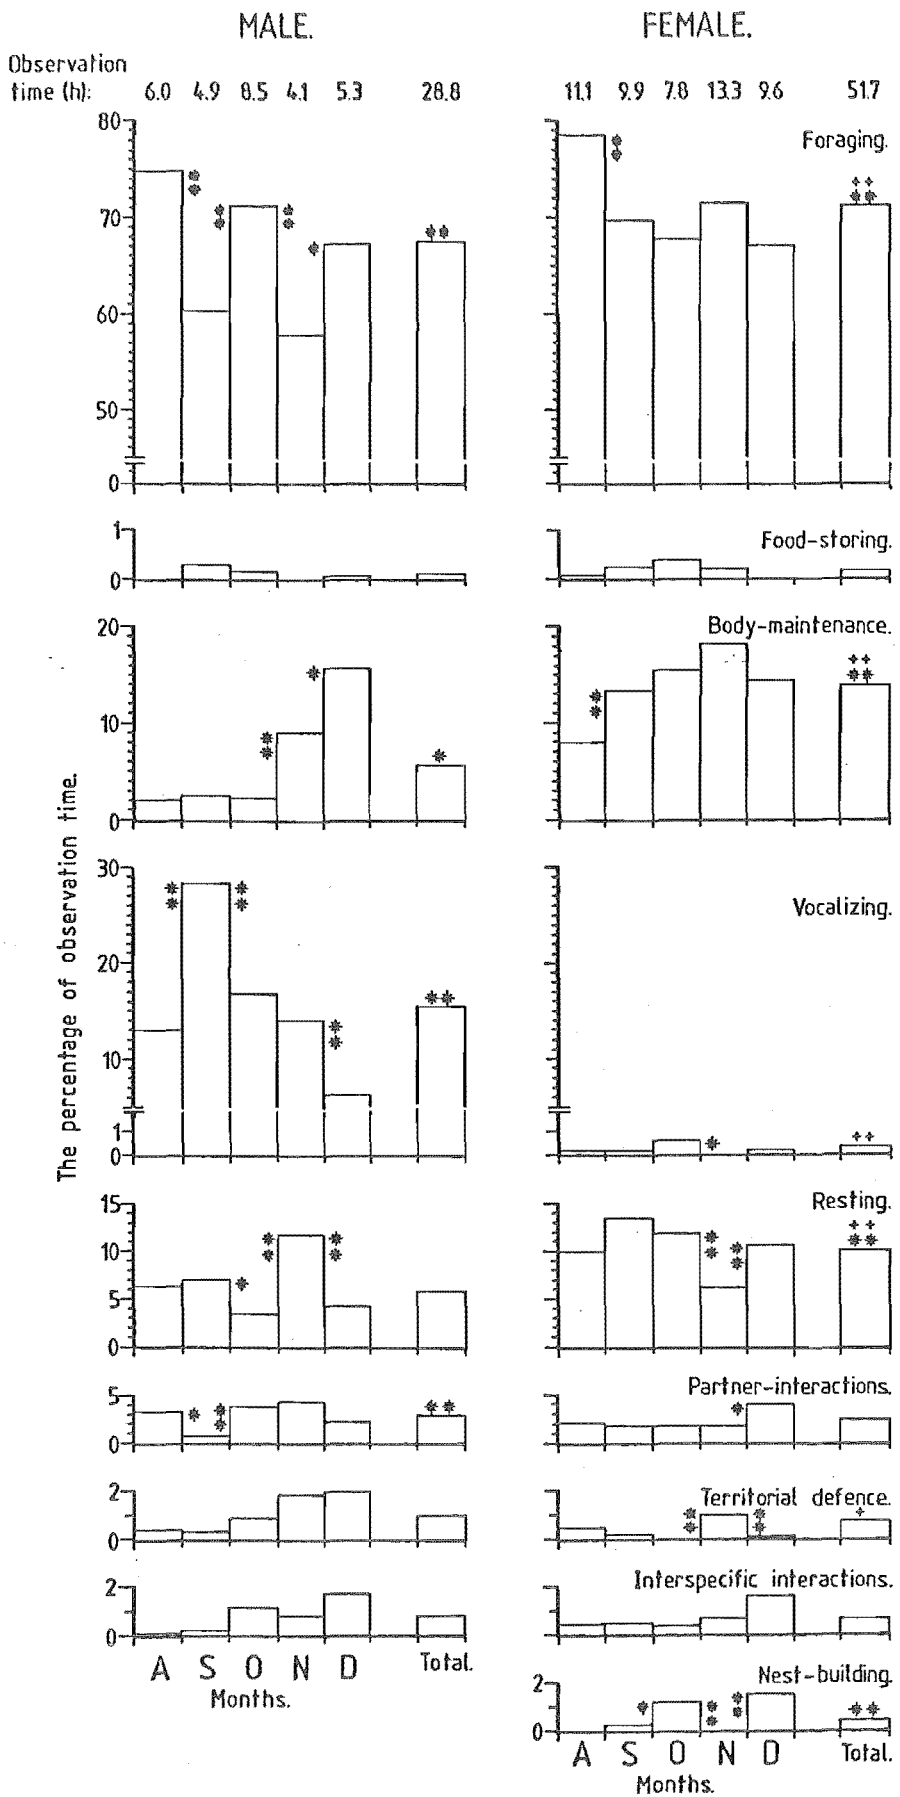 MALE. FEMALE.
Observation
time (h): 6.0 4.9 8.5 4.1 5.3 28.8 11.1 9.9 7.8 13.3 9.6 51.7
80
Foraging.
70
60
50
0
1
Food-storing.
0
20
Body-maintenance.
10
0
The percentage of observation time.
30
Vocalizing.
20
10
1
0
15
Resting.
10
5
0
Partner-interactions.
5
0
Territorial defence.
2
0
Interspecific interactions.
2
0
A S O N D Total.
Months.
Nest-building.
2
0
A S O N D Total.
Months.